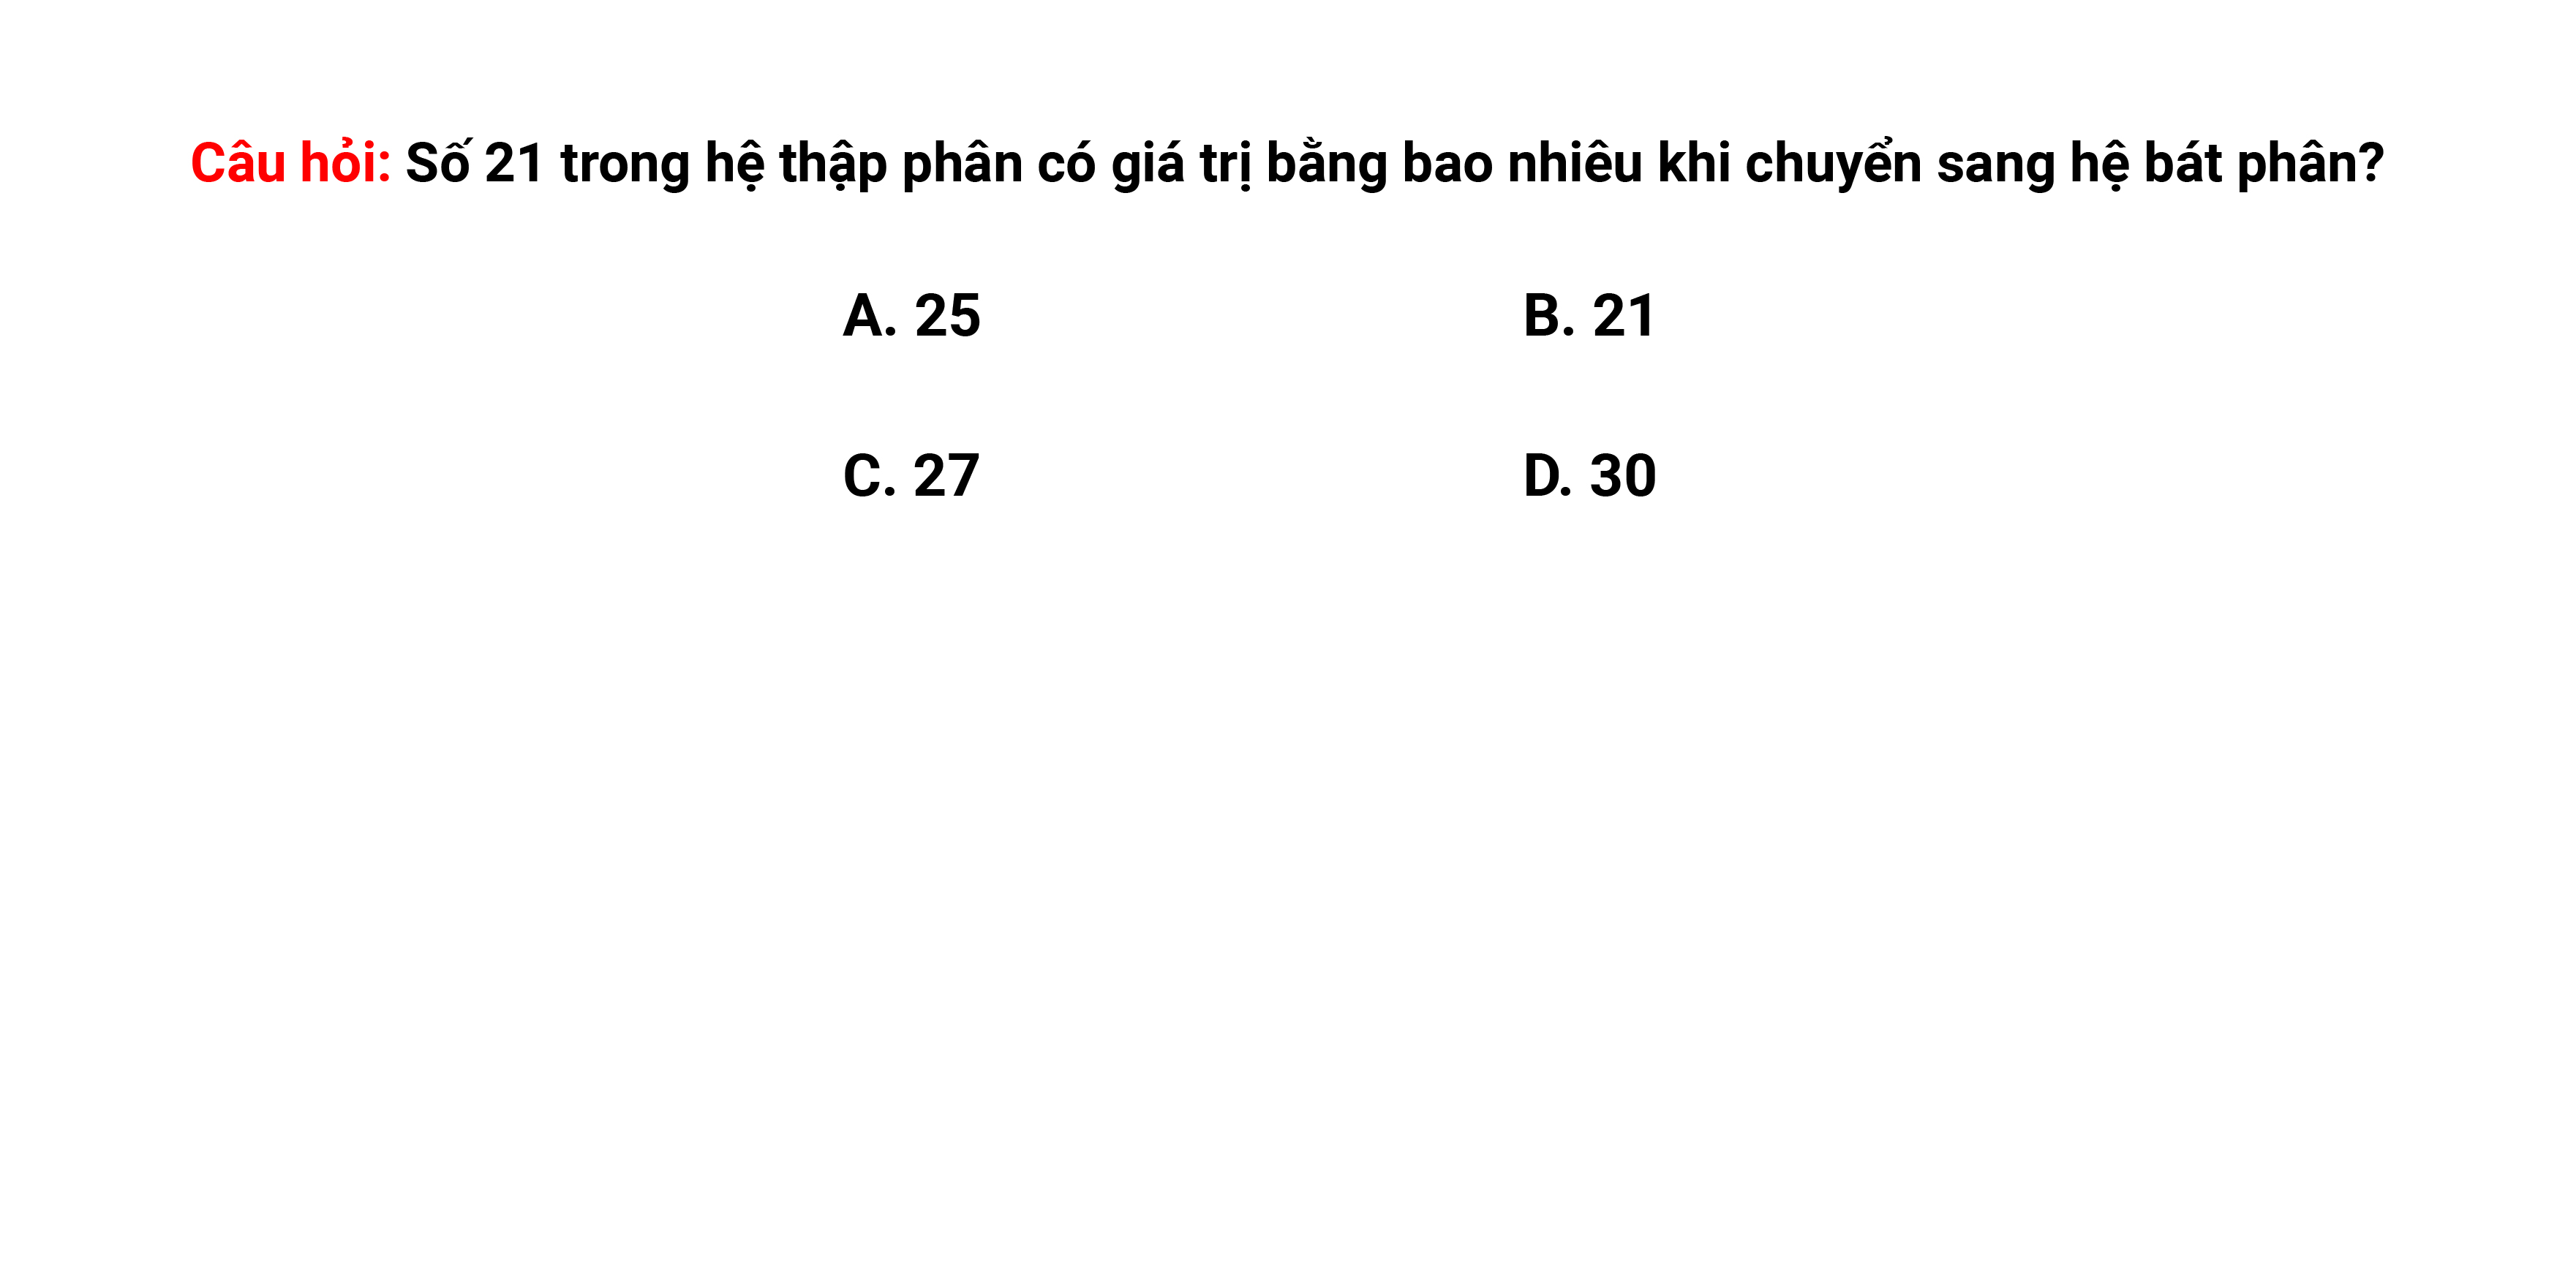 Câu hỏi: Số 21 trong hệ thập phân có giá trị bằng bao nhiêu khi chuyển sang hệ bát phân?
A. 25 B. 21
C. 27 D. 30